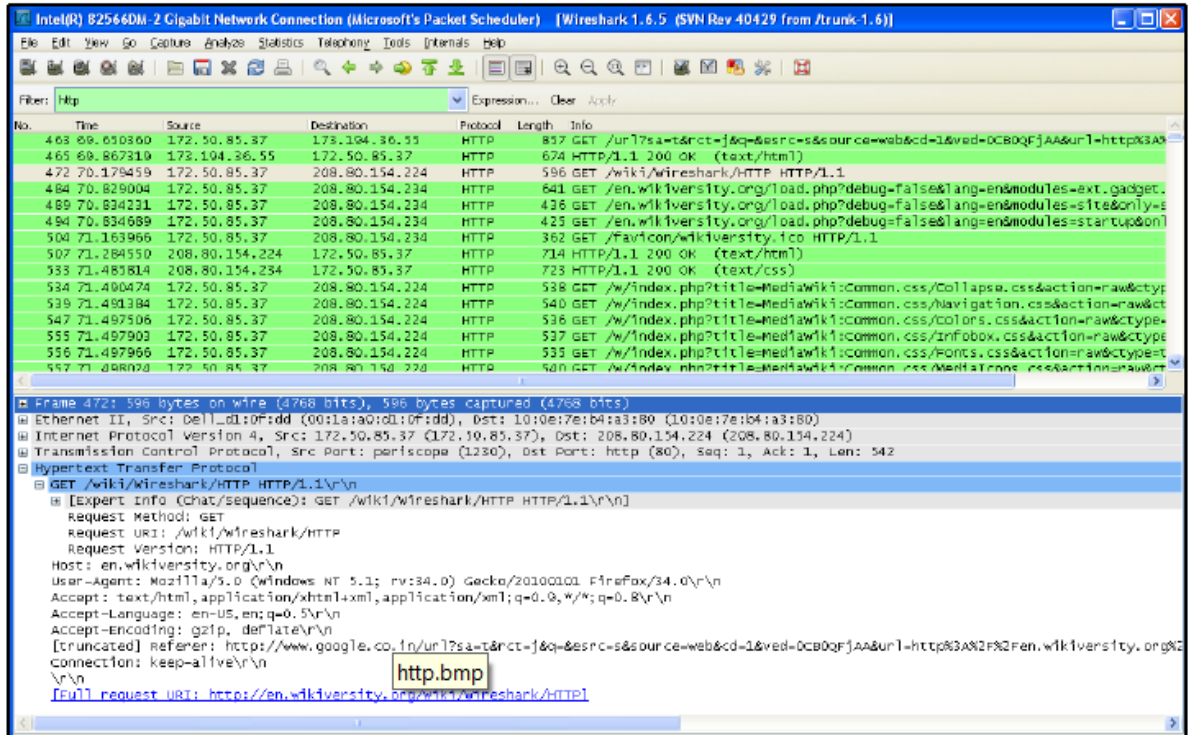 Intel(R) 82566DM-2 Gigabit Network Connection (Microsoft's Packet Scheduler) [Wireshark 1.6.5 (SVN Rev 40429 from /trunk-1.6)]
File Edit View Go Capture Analyze Statistics Telephony Tools Internals Help
Filter: http Expression... Clear Apply
No. Time Source Destination Protocol Length Info
463 69.650360 172.50.85.37 173.194.36.55 HTTP 857 GET /url?sa=t&rct=j&q=&esrc=s&source=web&cd=1&ved=0CB0QFjAA&url=http%3A%
465 69.867319 173.194.36.55 172.50.85.37 HTTP 674 HTTP/1.1 200 OK (text/html)
472 70.179459 172.50.85.37 208.80.154.224 HTTP 596 GET /wiki/Wireshark/HTTP HTTP/1.1
484 70.829004 172.50.85.37 208.80.154.234 HTTP 641 GET /en.wikiversity.org/load.php?debug=false&lang=en&modules=ext.gadget.
489 70.834231 172.50.85.37 208.80.154.234 HTTP 436 GET /en.wikiversity.org/load.php?debug=false&lang=en&modules=site&only=s
494 70.834689 172.50.85.37 208.80.154.234 HTTP 425 GET /en.wikiversity.org/load.php?debug=false&lang=en&modules=startup&onl
504 71.163966 172.50.85.37 208.80.154.234 HTTP 362 GET /favicon/wikiversity.ico HTTP/1.1
507 71.284550 208.80.154.224 172.50.85.37 HTTP 714 HTTP/1.1 200 OK (text/html)
533 71.485814 208.80.154.234 172.50.85.37 HTTP 723 HTTP/1.1 200 OK (text/css)
534 71.490474 172.50.85.37 208.80.154.224 HTTP 538 GET /w/index.php?title=MediaWiki:Common.css/Collapse.css&action=raw&ctyp
539 71.491384 172.50.85.37 208.80.154.224 HTTP 540 GET /w/index.php?title=MediaWiki:Common.css/Navigation.css&action=raw&ct
547 71.497506 172.50.85.37 208.80.154.224 HTTP 536 GET /w/index.php?title=MediaWiki:Common.css/Colors.css&action=raw&ctype=
555 71.497903 172.50.85.37 208.80.154.224 HTTP 537 GET /w/index.php?title=MediaWiki:Common.css/Infobox.css&action=raw&ctype
556 71.497966 172.50.85.37 208.80.154.224 HTTP 535 GET /w/index.php?title=MediaWiki:Common.css/Fonts.css&action=raw&ctype=t
557 71.498024 172.50.85.37 208.80.154.224 HTTP 540 GET /w/index.php?title=MediaWiki:Common.css/MediaIcons.css&action=raw&ct
Frame 472: 596 bytes on wire (4768 bits), 596 bytes captured (4768 bits)
Ethernet II, Src: Dell_d1:0f:dd (00:1a:a0:d1:0f:dd), Dst: 10:0e:7e:b4:a3:80 (10:0e:7e:b4:a3:80)
Internet Protocol Version 4, Src: 172.50.85.37 (172.50.85.37), Dst: 208.80.154.224 (208.80.154.224)
Transmission Control Protocol, Src Port: periscope (1230), Dst Port: http (80), Seq: 1, Ack: 1, Len: 542
Hypertext Transfer Protocol
GET /wiki/Wireshark/HTTP HTTP/1.1\r\n
[Expert Info (Chat/Sequence): GET /wiki/Wireshark/HTTP HTTP/1.1\r\n]
Request Method: GET
Request URI: /wiki/Wireshark/HTTP
Request Version: HTTP/1.1
Host: en.wikiversity.org\r\n
User-Agent: Mozilla/5.0 (Windows NT 5.1; rv:34.0) Gecko/20100101 Firefox/34.0\r\n
Accept: text/html,application/xhtml+xml,application/xml;q=0.9,*/*;q=0.8\r\n
Accept-Language: en-US,en;q=0.5\r\n
Accept-Encoding: gzip, deflate\r\n
[truncated] Referer: http://www.google.co.in/url?sa=t&rct=j&q=&esrc=s&source=web&cd=1&ved=0CB0QFjAA&url=http%3A%2F%2Fen.wikiversity.org%2
Connection: keep-alive\r\n
http.bmp
\r\n
[Full request URI: http://en.wikiversity.org/wiki/Wireshark/HTTP]